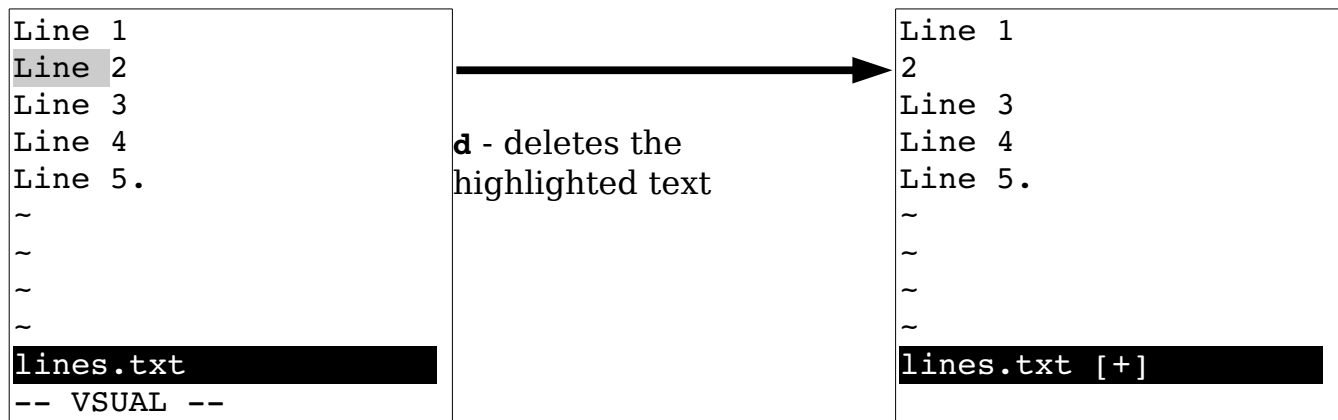 Line 1
Line 2
Line 3
Line 4
Line 5.
~
~
~
~
lines.txt
-- VSUAL --
d - deletes the
highlighted text
Line 1
2
Line 3
Line 4
Line 5.
~
~
~
~
lines.txt [+]